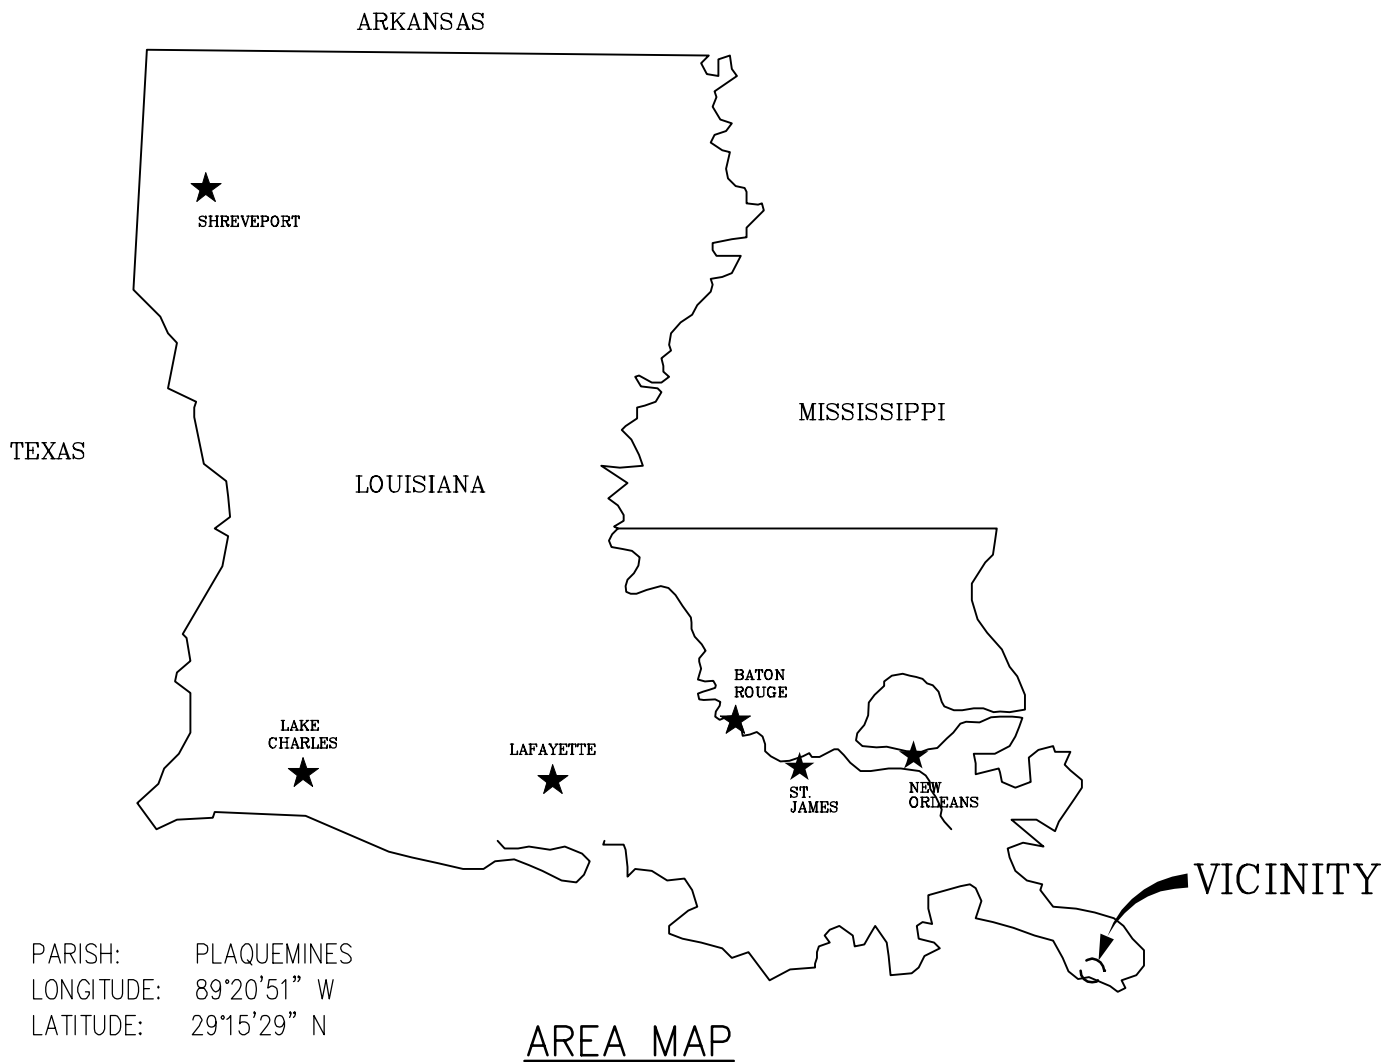 ARKANSAS
SHREVEPORT
MISSISSIPPI
TEXAS
LOUISIANA
BATON
ROUGE
LAKE
CHARLES
LAFAYETTE
ST.
JAMES
NEW
ORLEANS
VICINITY
PARISH: PLAQUEMINES
LONGITUDE: 89°20'51" W
LATITUDE: 29°15'29" N
AREA MAP